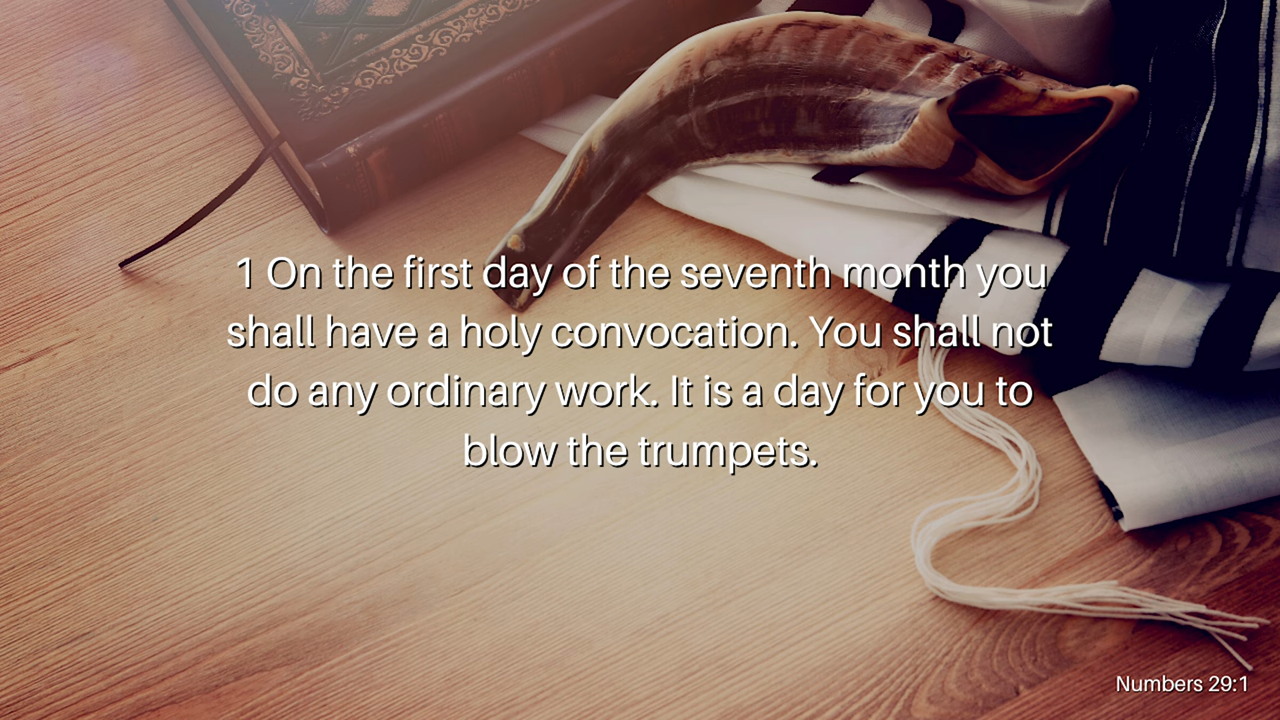 1 On the first day of the seventh month you
shall have a holy convocation. You shall not
do any ordinary work. It is a day for you to
blow the trumpets.
Numbers 29:1